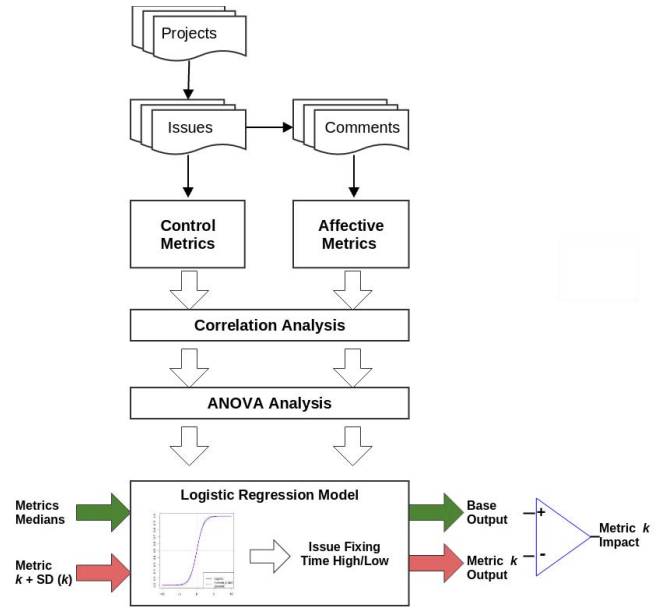 Projects
Issues
Comments
Control
Metrics
Affective
Metrics
Correlation Analysis
ANOVA Analysis
Logistic Regression Model
Metrics
Medians
Metric
k + SD (k)
Issue Fixing
Time High/Low
Base
Output
Metric k
Output
+
-
Metric k
Impact